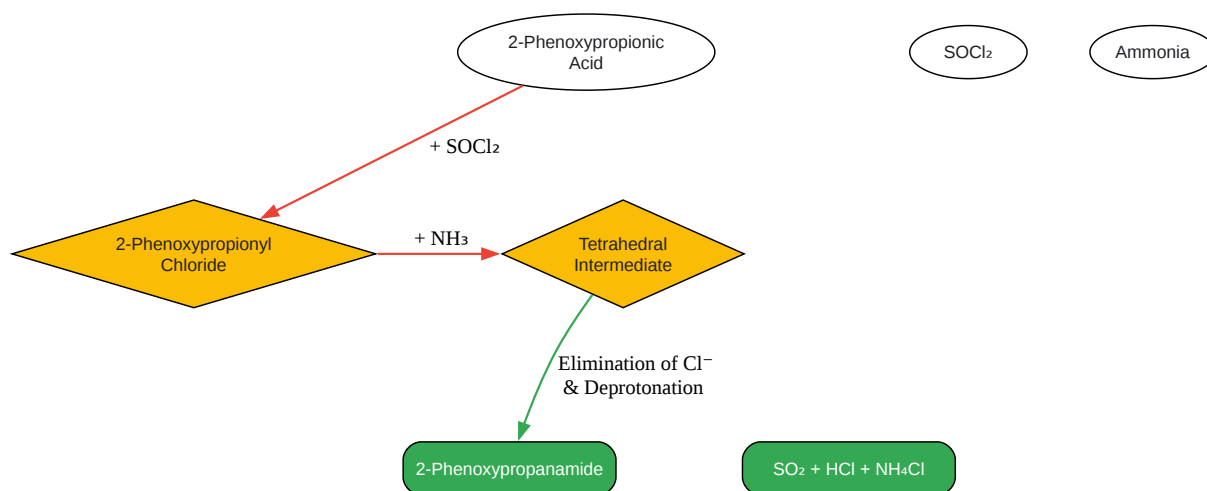 2-Phenoxypropionic
Acid
SOCl₂
Ammonia
+ SOCl₂
2-Phenoxypropionyl
Chloride
+ NH₃
Tetrahedral
Intermediate
Elimination of Cl⁻
& Deprotonation
2-Phenoxypropanamide
SO₂ + HCl + NH₄Cl